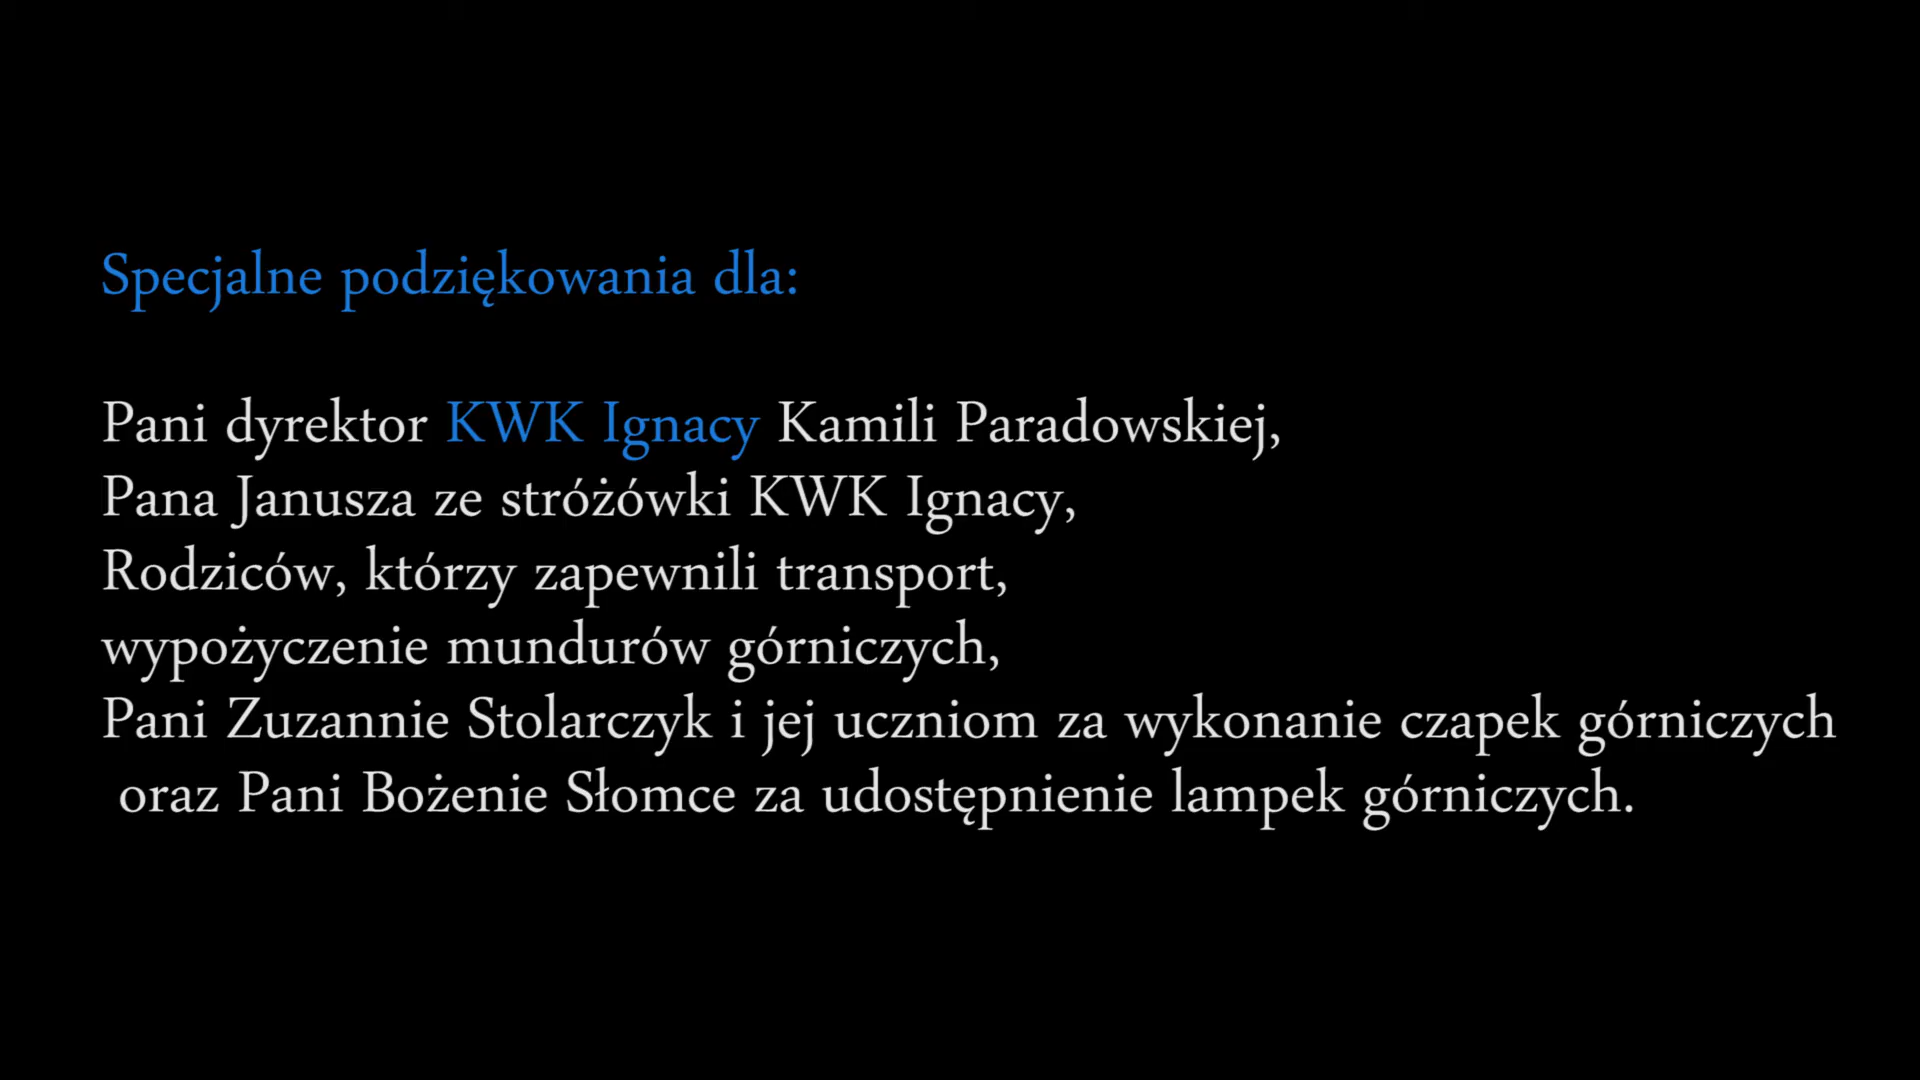 Specjalne podziękowania dla:
Pani dyrektor KWK Ignacy Kamili Paradowskiej,
Pana Janusza ze stróżówki KWK Ignacy,
Rodziców, którzy zapewnili transport,
wypożyczenie mundurów górniczych,
Pani Zuzannie Stolarczyk i jej uczniom za wykonanie czapek górniczych
oraz Pani Bożenie Słomce za udostępnienie lampek górniczych.